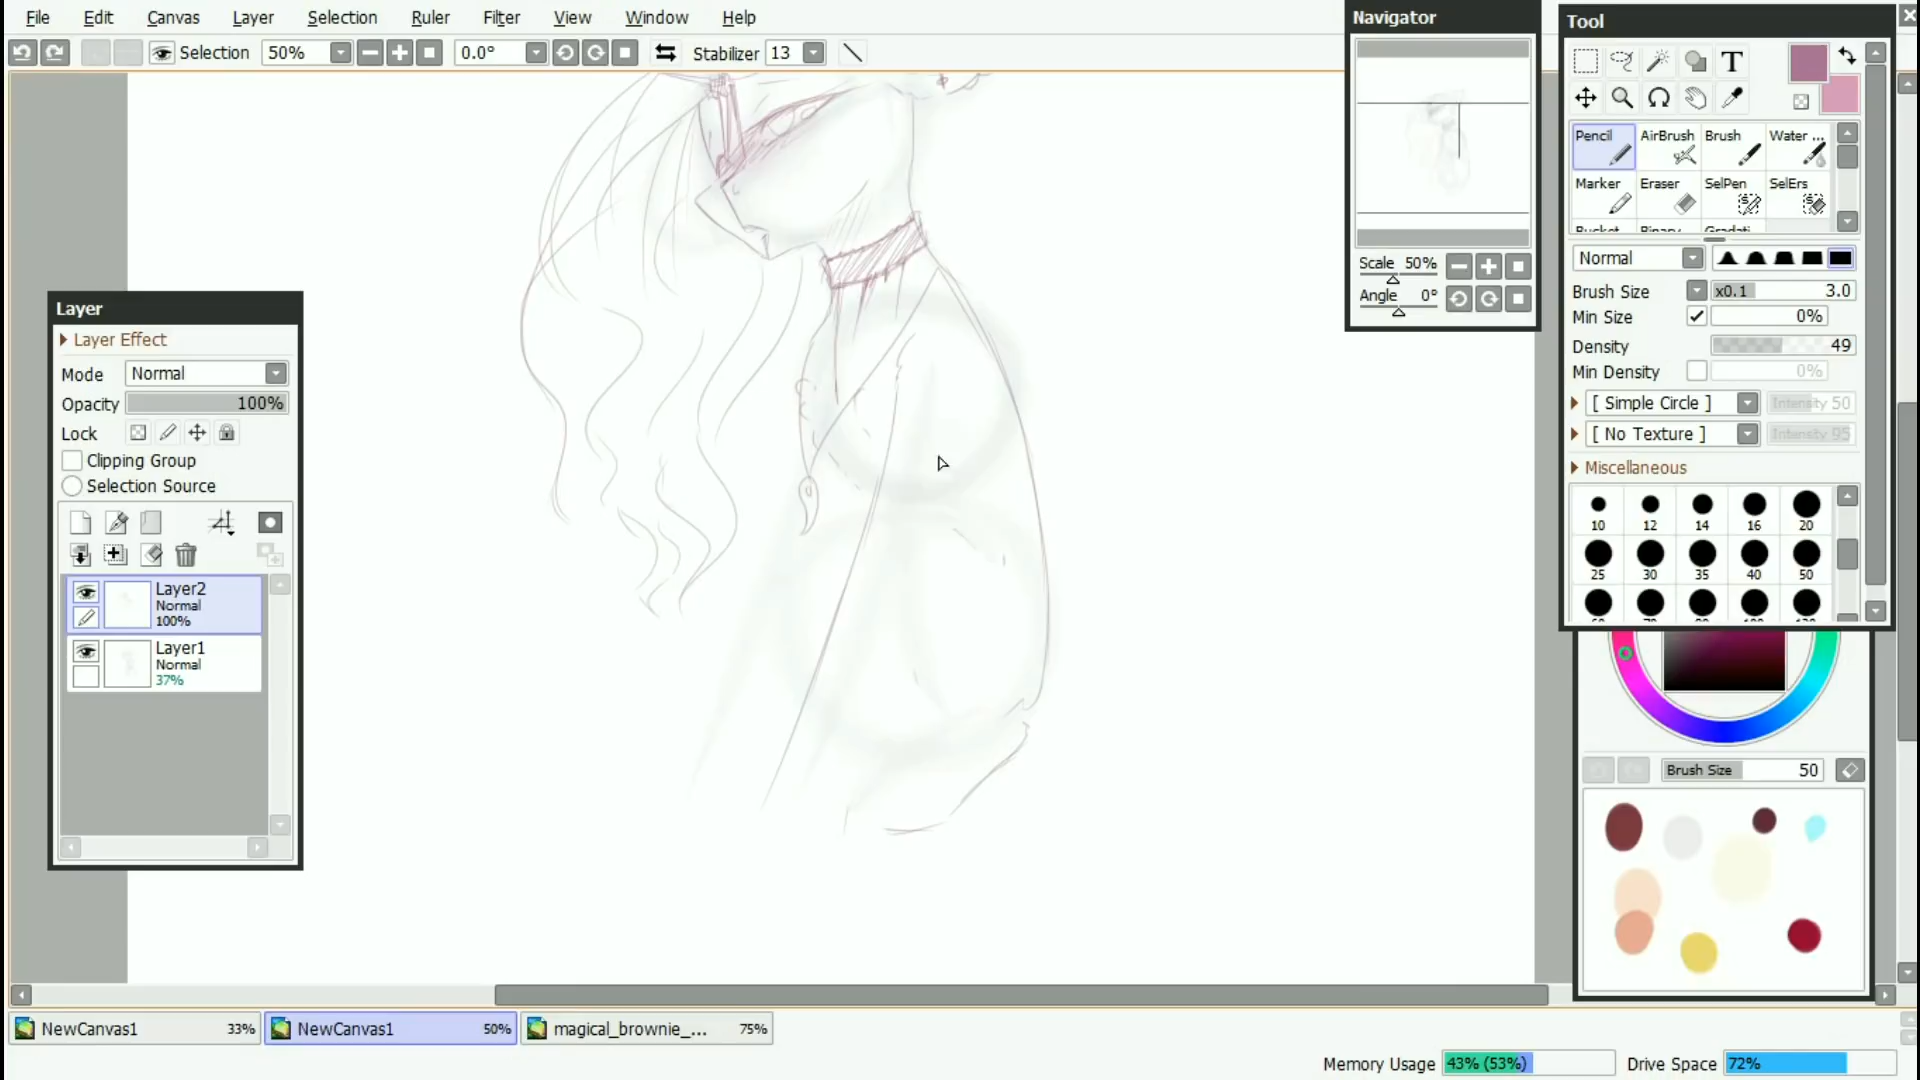 File Edit Canvas Layer Selection Ruler Filter View Window Help
Selection 50% 0.0° Stabilizer 13
Navigator
Scale 50%
Angle 0°
Tool
T
Pencil AirBrush Brush Water ...
Marker Eraser SelPen SelErs
Normal
Brush Size x0.1 3.0
Min Size 0%
Density 49
Min Density 0%
[ Simple Circle ] Intensity 50
[ No Texture ] Intensity 95
Miscellaneous
10 12 14 16 20
25 30 35 40 50
Brush Size 50
Layer
Layer Effect
Mode Normal
Opacity 100%
Lock
Clipping Group
Selection Source
Layer2
Normal
100%
Layer1
Normal
37%
NewCanvas1 33% NewCanvas1 50% magical_brownie_... 75%
Memory Usage 43% (53%) Drive Space 72%